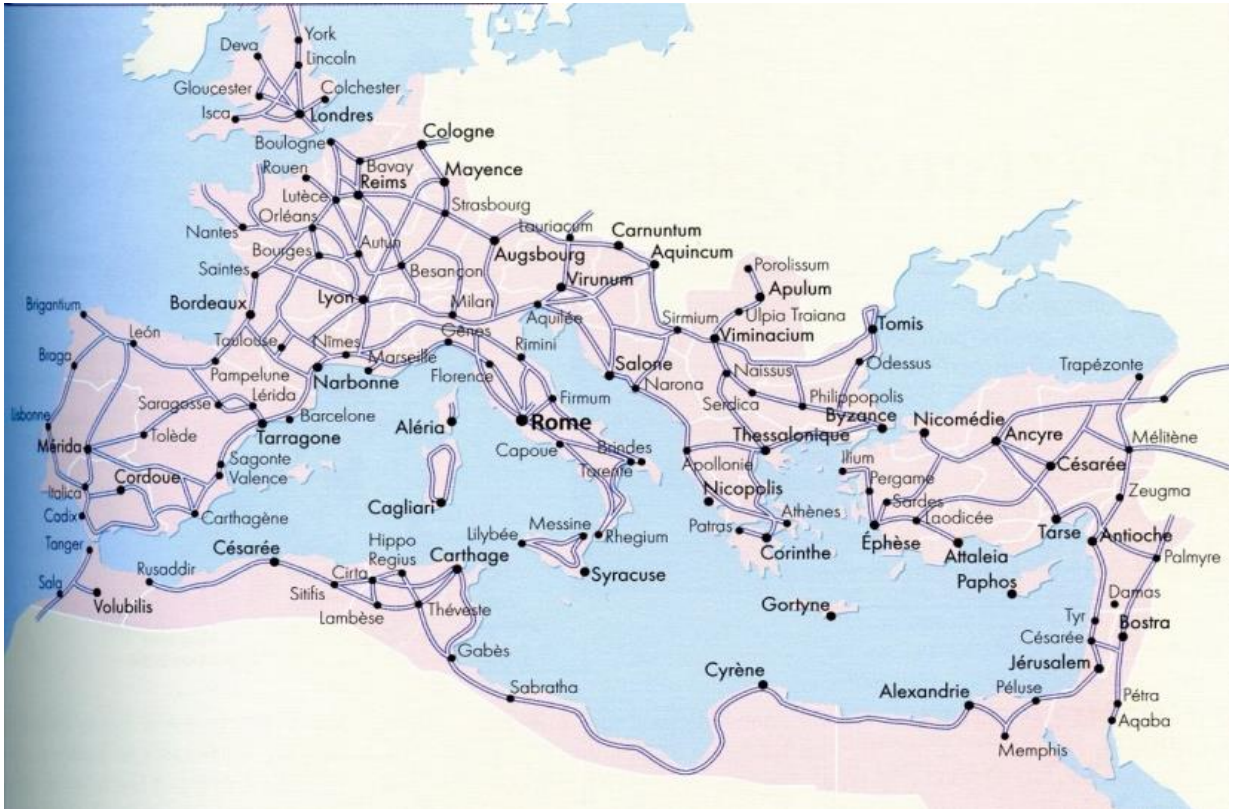 York
Deva
Lincoln
Gloucester
Colchester
Isca
Londres
Boulogne
Cologne
Bavay
Rouen
Mayence
Reims
Lutèce
Strasbourg
Orléans
Lauriacum
Nantes
Carnuntum
Autun
Bourges
Augsbourg
Aquincum
Besançon
Saintes
Porolissum
Virunum
Apulum
Lyon
Bordeaux
Milan
Brigantium
Aquilée
Sirmium
Ulpia Traiana
Tomis
León
Toulouse
Nîmes
Gênes
Viminacium
Rimini
Braga
Marseille
Salone
Odessus
Trapézonte
Pampelune
Narbonne
Florence
Naissus
Narona
Lérida
Saragosse
Firmum
Serdica
Philippopolis
Lisbonne
Barcelone
Aléria
Rome
Byzance
Nicomédie
Tolède
Tarragone
Thessalonique
Ancyre
Mélitène
Mérida
Capoue
Brindes
Apollonie
Ilium
Césarée
Sagonte
Tarente
Cordoue
Valence
Pergame
Italica
Nicopolis
Zeugma
Cagliari
Sardes
Cadix
Carthagène
Athènes
Laodicée
Messine
Patras
Tarse
Tanger
Césarée
Hippo
Regius
Lilybée
Rhegium
Antioche
Carthage
Corinthe
Éphèse
Attaleia
Palmyre
Rusaddir
Cirta
Syracuse
Paphos
Sala
Sitifis
Volubilis
Damas
Gortyne
Lambèse
Théveste
Tyr
Bostra
Césarée
Gabès
Jérusalem
Cyrène
Sabratha
Alexandrie
Péluse
Pétra
Aqaba
Memphis